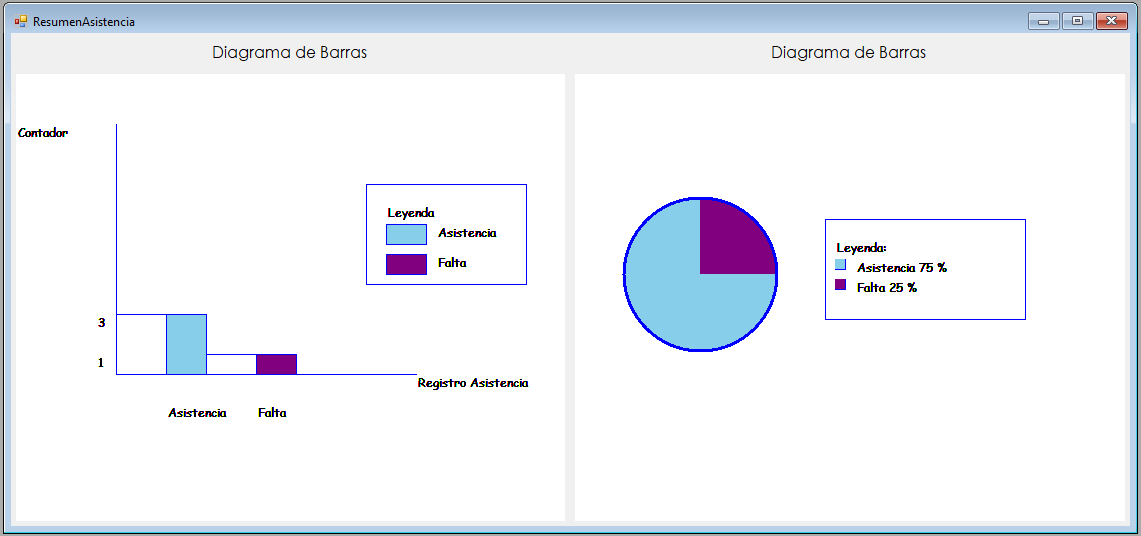 ResumenAsistencia
Diagrama de Barras
Contador
Leyenda
Asistencia
Falta
3
1
Registro Asistencia
Asistencia Falta
Diagrama de Barras
Leyenda:
Asistencia 75 %
Falta 25 %